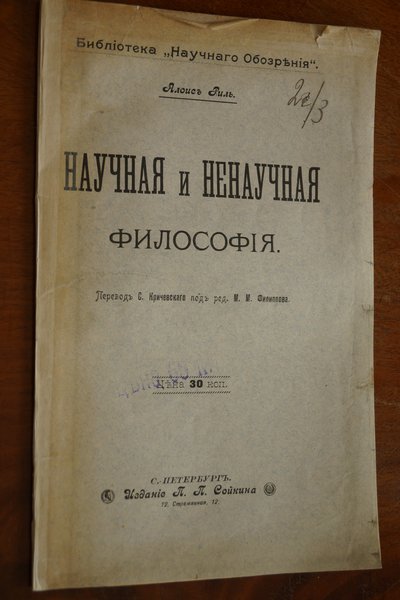 Библіотека „Научнаго Обозрѣнія“.
Алоисъ Риль.
НАУЧНАЯ и НЕНАУЧНАЯ
ФИЛОСОФІЯ.
Переводъ С. Кричевскаго подъ ред. М. М. Филиппова.
Цѣна 30 коп.
С.-ПЕТЕРБУРГЪ.
Изданіе П. П. Сойкина
12, Стремянная, 12.